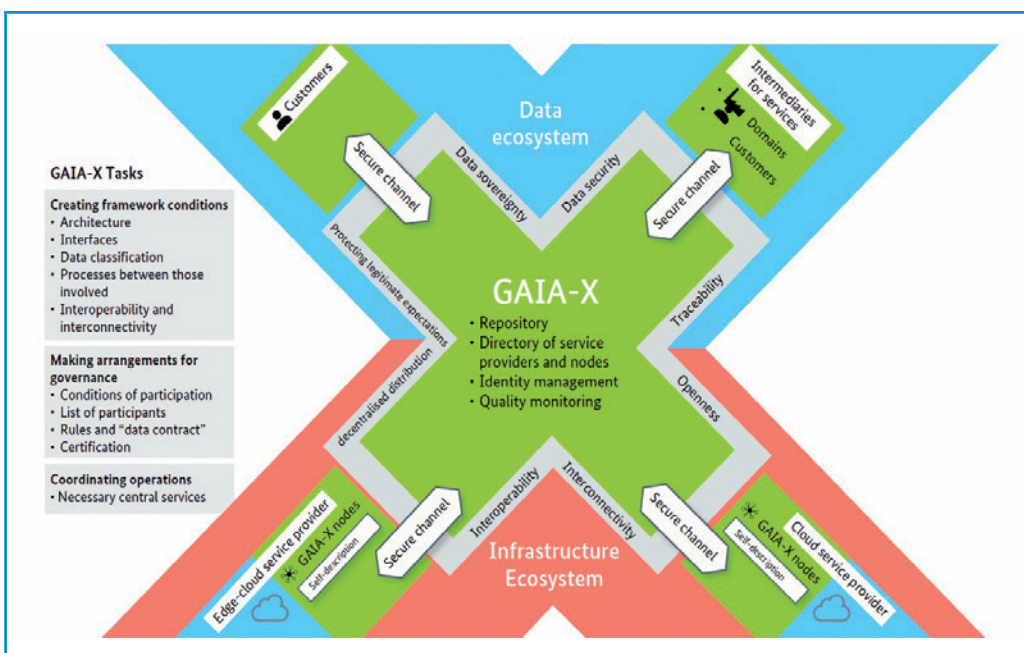 GAIA-X Tasks
Creating framework conditions
• Architecture
• Interfaces
• Data classification
• Processes between those
involved
• Interoperability and
interconnectivity
Making arrangements for
governance
• Conditions of participation
• List of participants
• Rules and “data contract”
• Certification
Coordinating operations
• Necessary central services
Customers
Secure channel
Data
ecosystem
Data sovereignty
Data security
Intermediaries
for services
Domains
Customers
Secure channel
Protecting legitimate expectations
Traceability
GAIA-X
• Repository
• Directory of service
providers and nodes
• Identity management
• Quality monitoring
decentralised distribution
Openness
Interoperability
Interconnectivity
Edge-cloud service provider
GAIA-X nodes
Self-description
Secure channel
Infrastructure
Ecosystem
Secure channel
Cloud service provider
GAIA-X nodes
Self-description